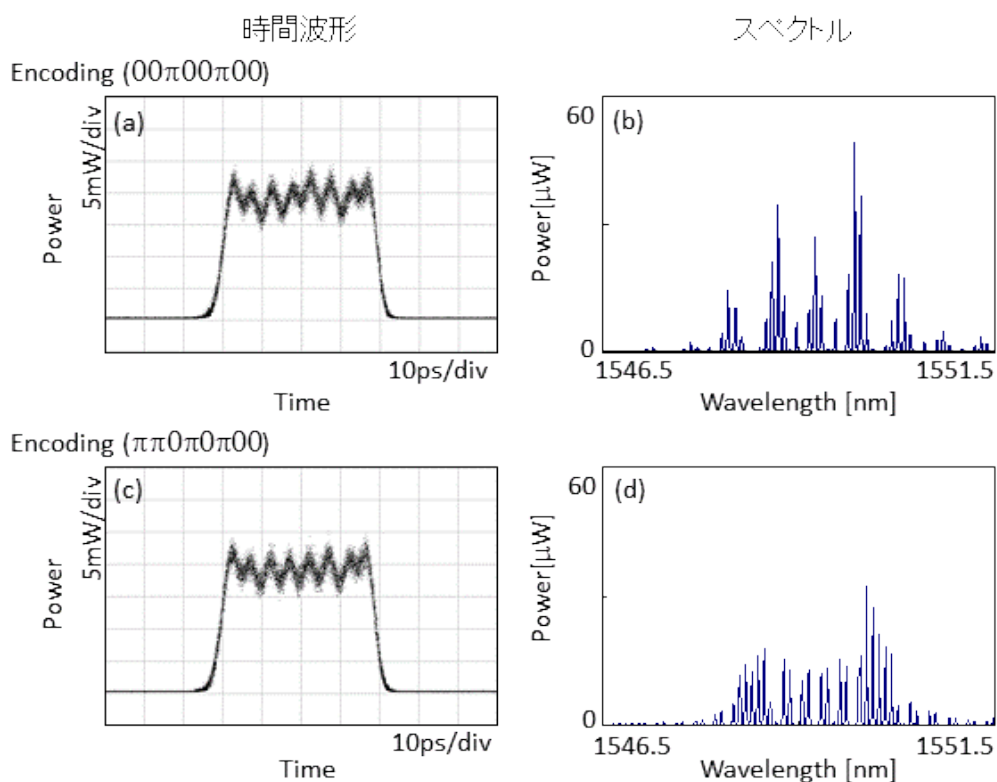 時間波形
スペクトル
Encoding (00π00π00)
(a)
5mW/div
Power
10ps/div
Time
(b)
60
Power[μW]
0
1546.5
1551.5
Wavelength [nm]
Encoding (ππ0π0π00)
(c)
5mW/div
Power
10ps/div
Time
(d)
60
Power[μW]
0
1546.5
1551.5
Wavelength [nm]